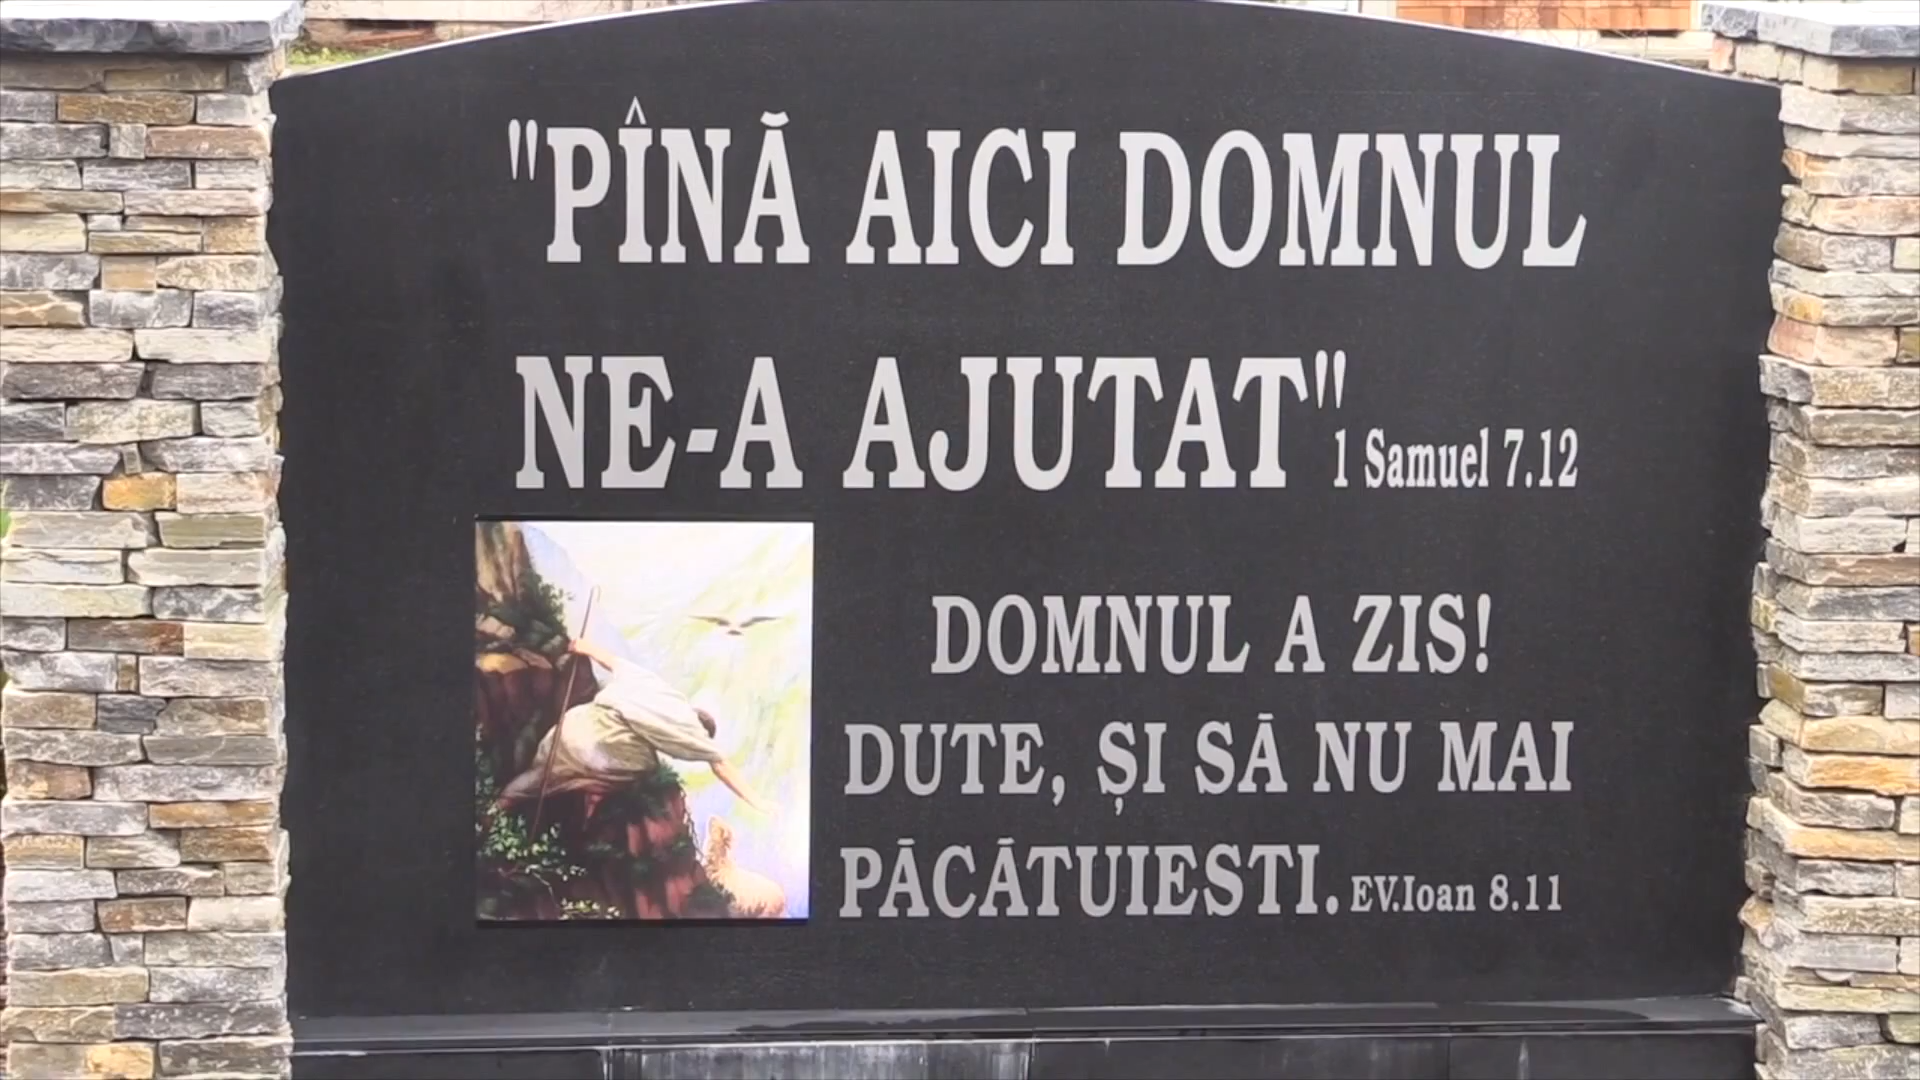 "PÎNĂ AICI DOMNUL
NE-A AJUTAT" 1 Samuel 7.12
DOMNUL A ZIS!
DUTE, ȘI SĂ NU MAI
PĂCĂTUIESTI. EV.Ioan 8.11